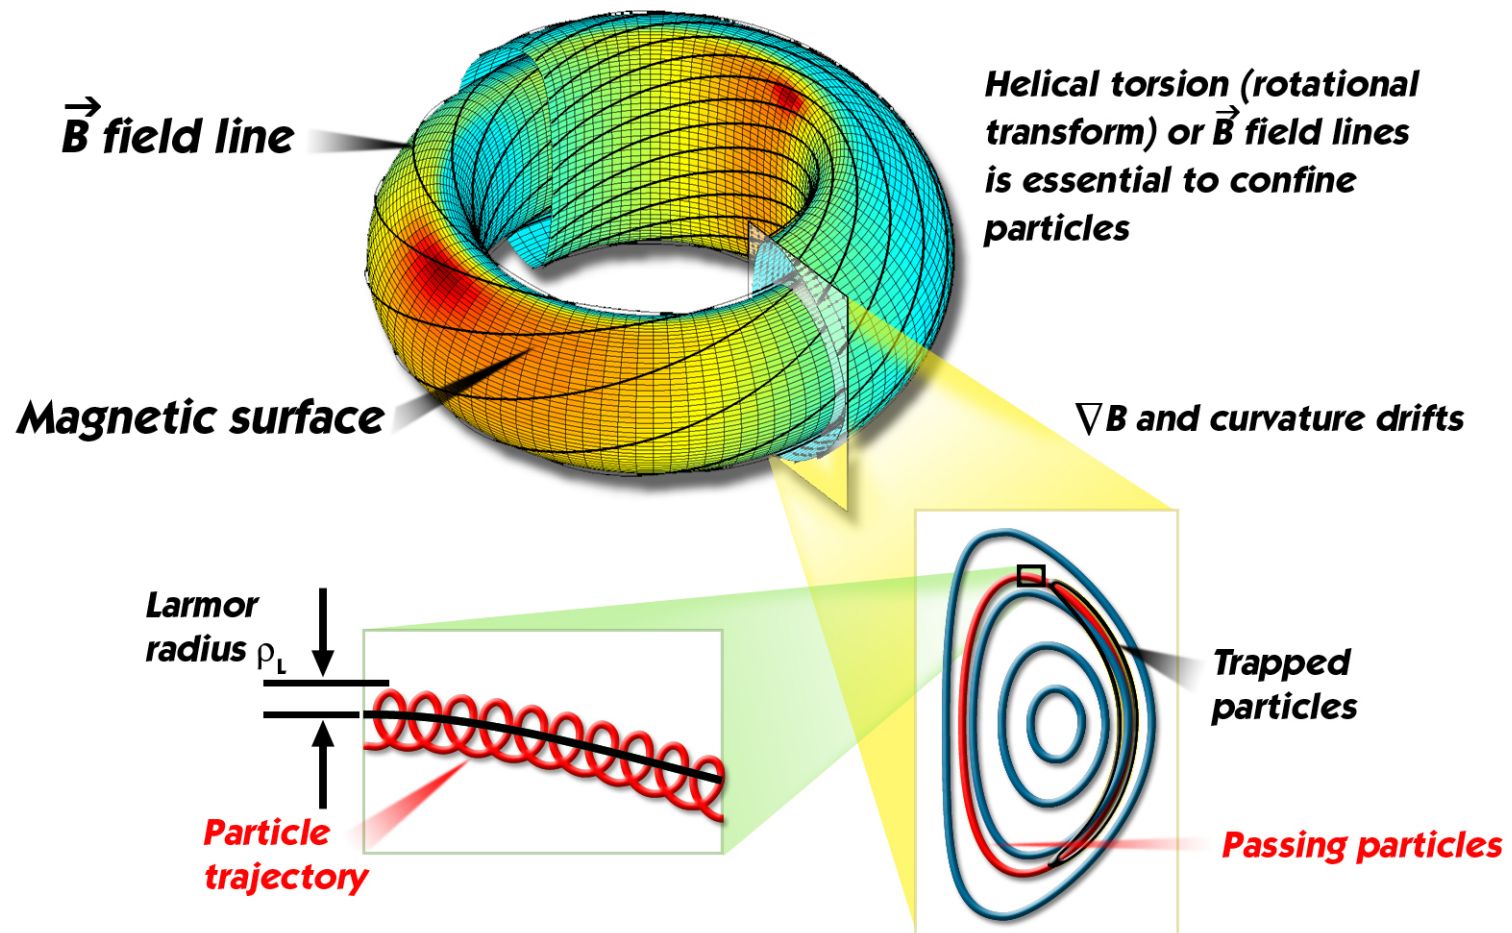 B⃗ field line
Helical torsion (rotational
transform) or B⃗ field lines
is essential to confine
particles
Magnetic surface
∇B and curvature drifts
Larmor
radius ρL
Trapped
particles
Particle
trajectory
Passing particles